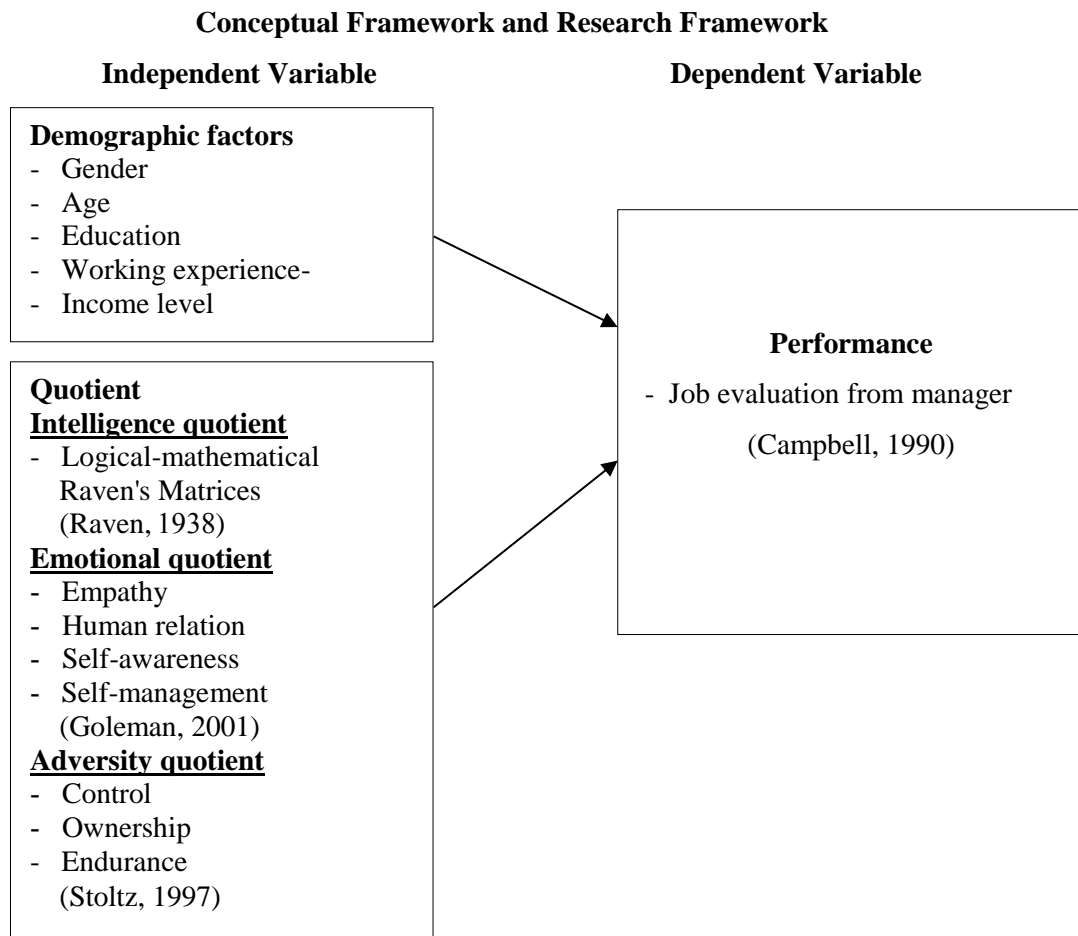 Conceptual Framework and Research Framework
Independent Variable
Dependent Variable
Demographic factors
- Gender
- Age
- Education
- Working experience-
- Income level
Quotient
Intelligence quotient
- Logical-mathematical
Raven's Matrices
(Raven, 1938)
Emotional quotient
- Empathy
- Human relation
- Self-awareness
- Self-management
(Goleman, 2001)
Adversity quotient
- Control
- Ownership
- Endurance
(Stoltz, 1997)
Performance
- Job evaluation from manager
(Campbell, 1990)